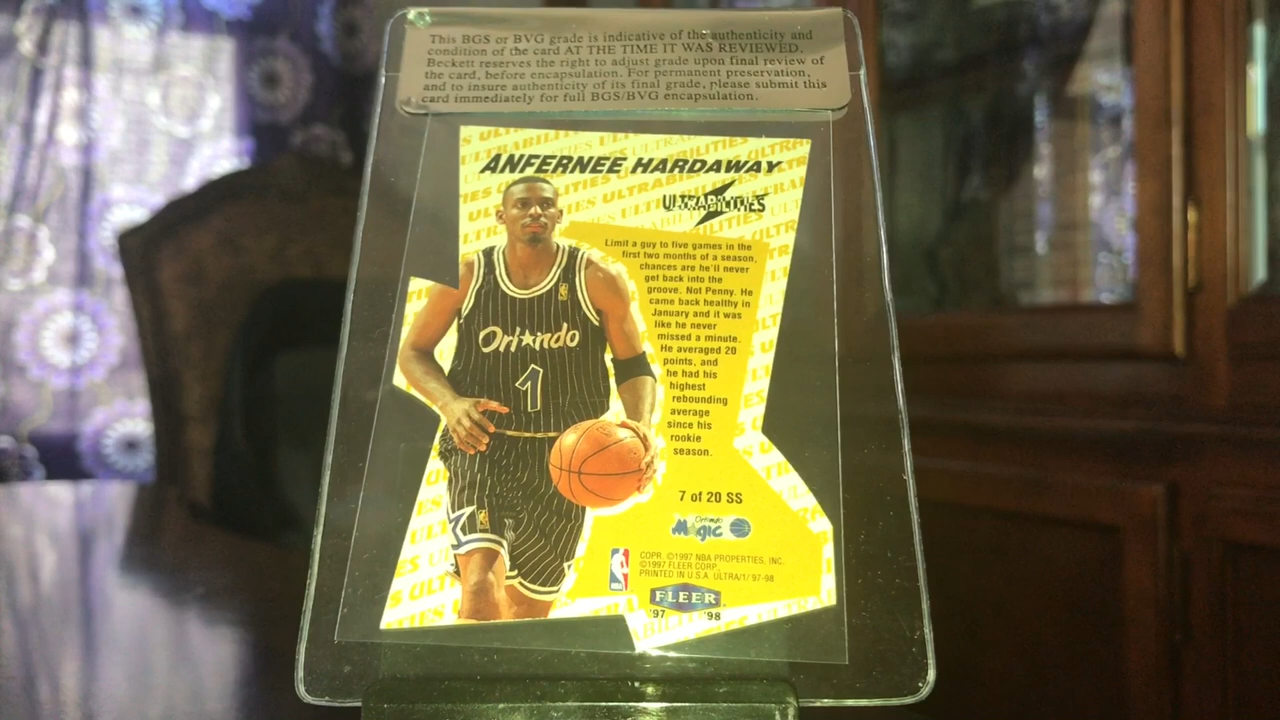 This BGS or BVG grade is indicative of the authenticity and
condition of the card AT THE TIME IT WAS REVIEWED.
Beckett reserves the right to adjust grade upon final review of
the card, before encapsulation. For permanent preservation,
and to insure authenticity of its final grade, please submit this
card immediately for full BGS/BVG encapsulation.
ANFERNEE HARDAWAY
ULTRABILITIES
Limit a guy to five games in the
first two months of a season,
chances are he'll never
get back into the
groove. Not Penny. He
came back healthy in
January and it was
like he never
missed a minute.
He averaged 20
points, and
he had his
highest
rebounding
average
since his
rookie
season.
Orlando
1
7 of 20 SS
Orlando
Magic
NBA
COPR. ©1997 NBA PROPERTIES, INC.
©1997 FLEER CORP.
PRINTED IN U.S.A. ULTRA/1/97-98
FLEER
'97 '98